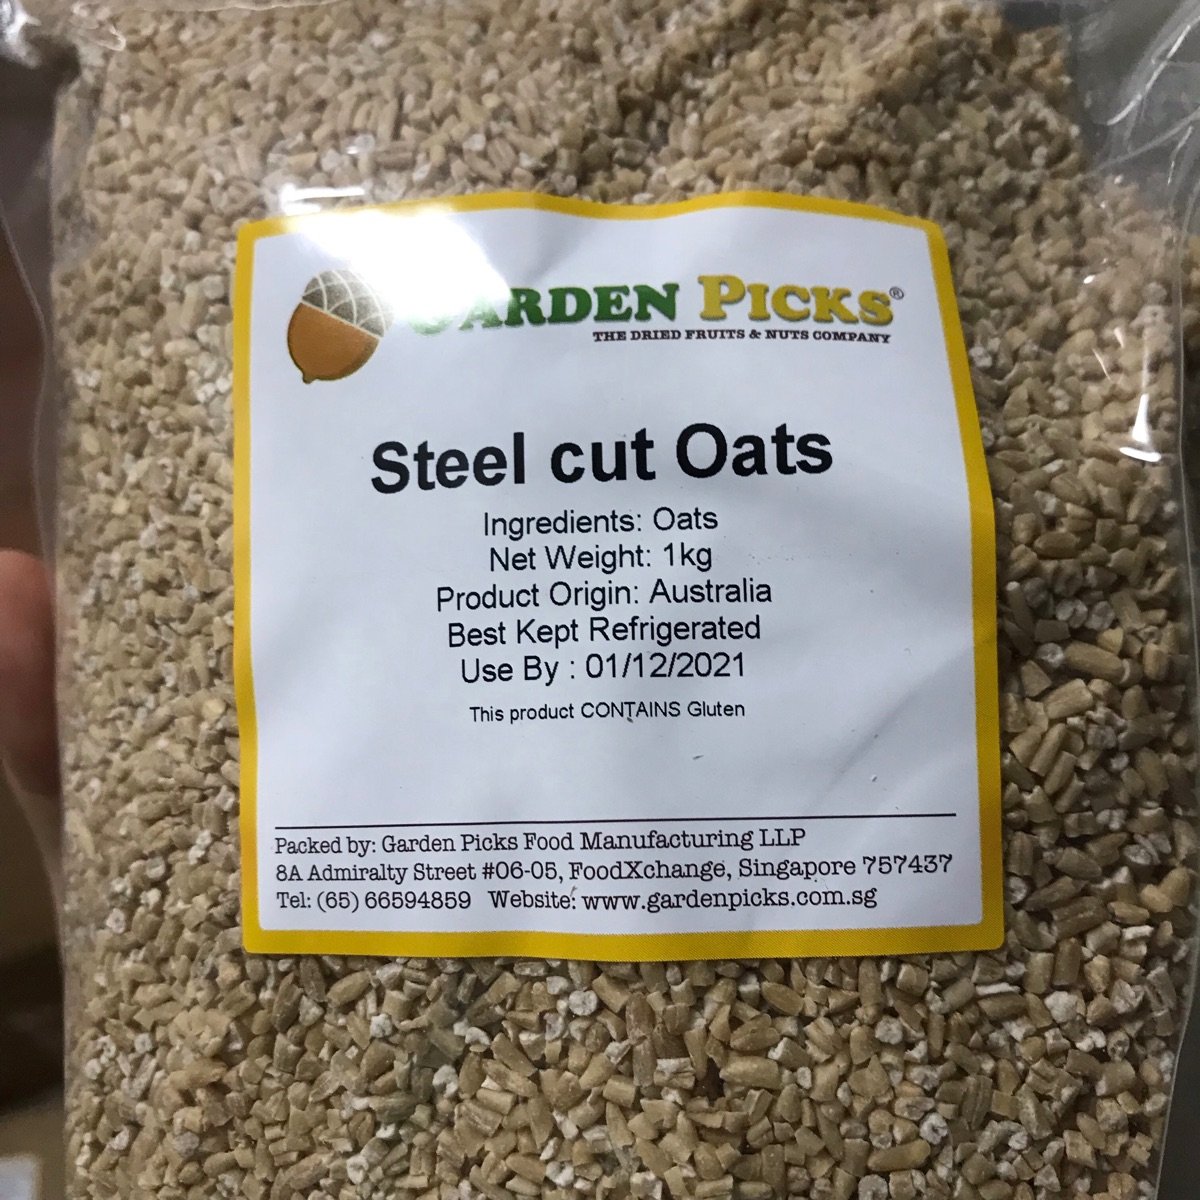 GARDEN PICKS®
THE DRIED FRUITS & NUTS COMPANY
Steel cut Oats
Ingredients: Oats
Net Weight: 1kg
Product Origin: Australia
Best Kept Refrigerated
Use By : 01/12/2021
This product CONTAINS Gluten
Packed by: Garden Picks Food Manufacturing LLP
8A Admiralty Street #06-05, FoodXchange, Singapore 757437
Tel: (65) 66594859 Website: www.gardenpicks.com.sg